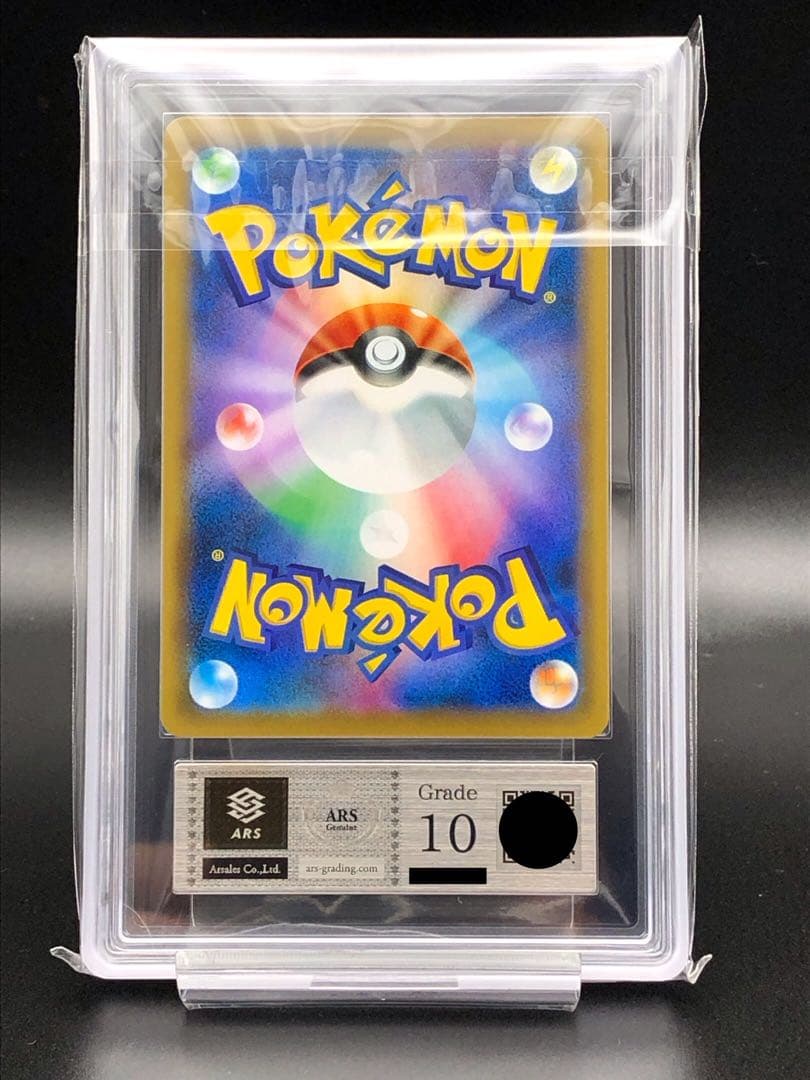 POKéMON
®
®
POKéMON
ARS
Arsales Co.,Ltd.
ARS
Genuine
ars-grading.com
Grade
10